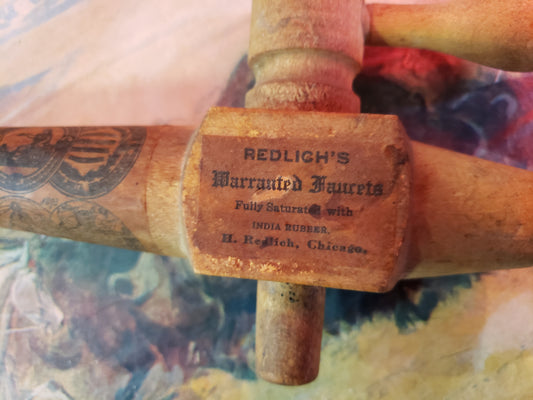 REDLICH'S
Warranted Faucets
Fully Saturated with
INDIA RUBBER.
H. Redlich, Chicago.